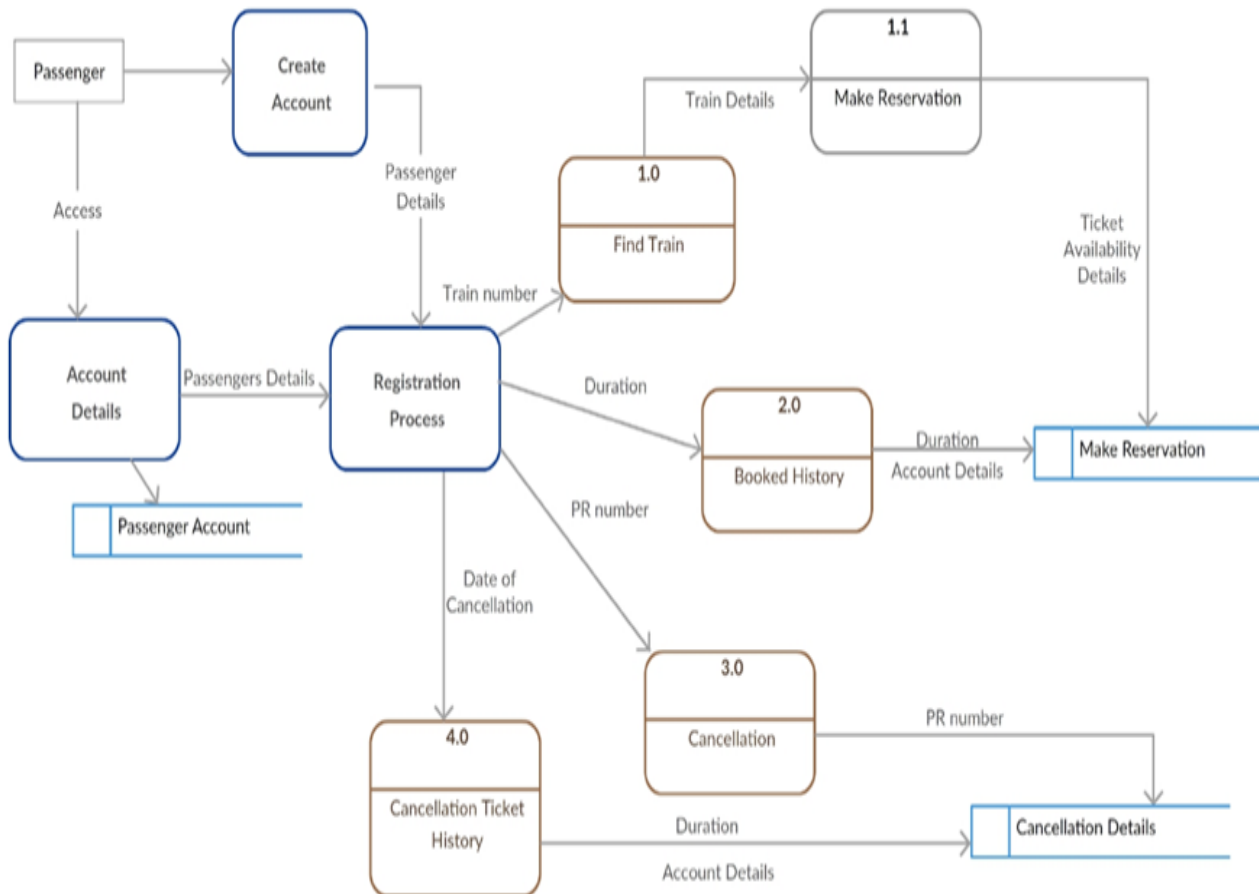 1.1
Create
Account
Passenger
Train Details
Make Reservation
Passenger
Details
1.0
Access
Find Train
Ticket
Availability
Details
Train number
Account
Details
Passengers Details
Registration
Process
Duration
2.0
Duration
Account Details
Make Reservation
Booked History
PR number
Passenger Account
Date of
Cancellation
3.0
PR number
Cancellation
4.0
Cancellation Ticket
History
Duration
Account Details
Cancellation Details